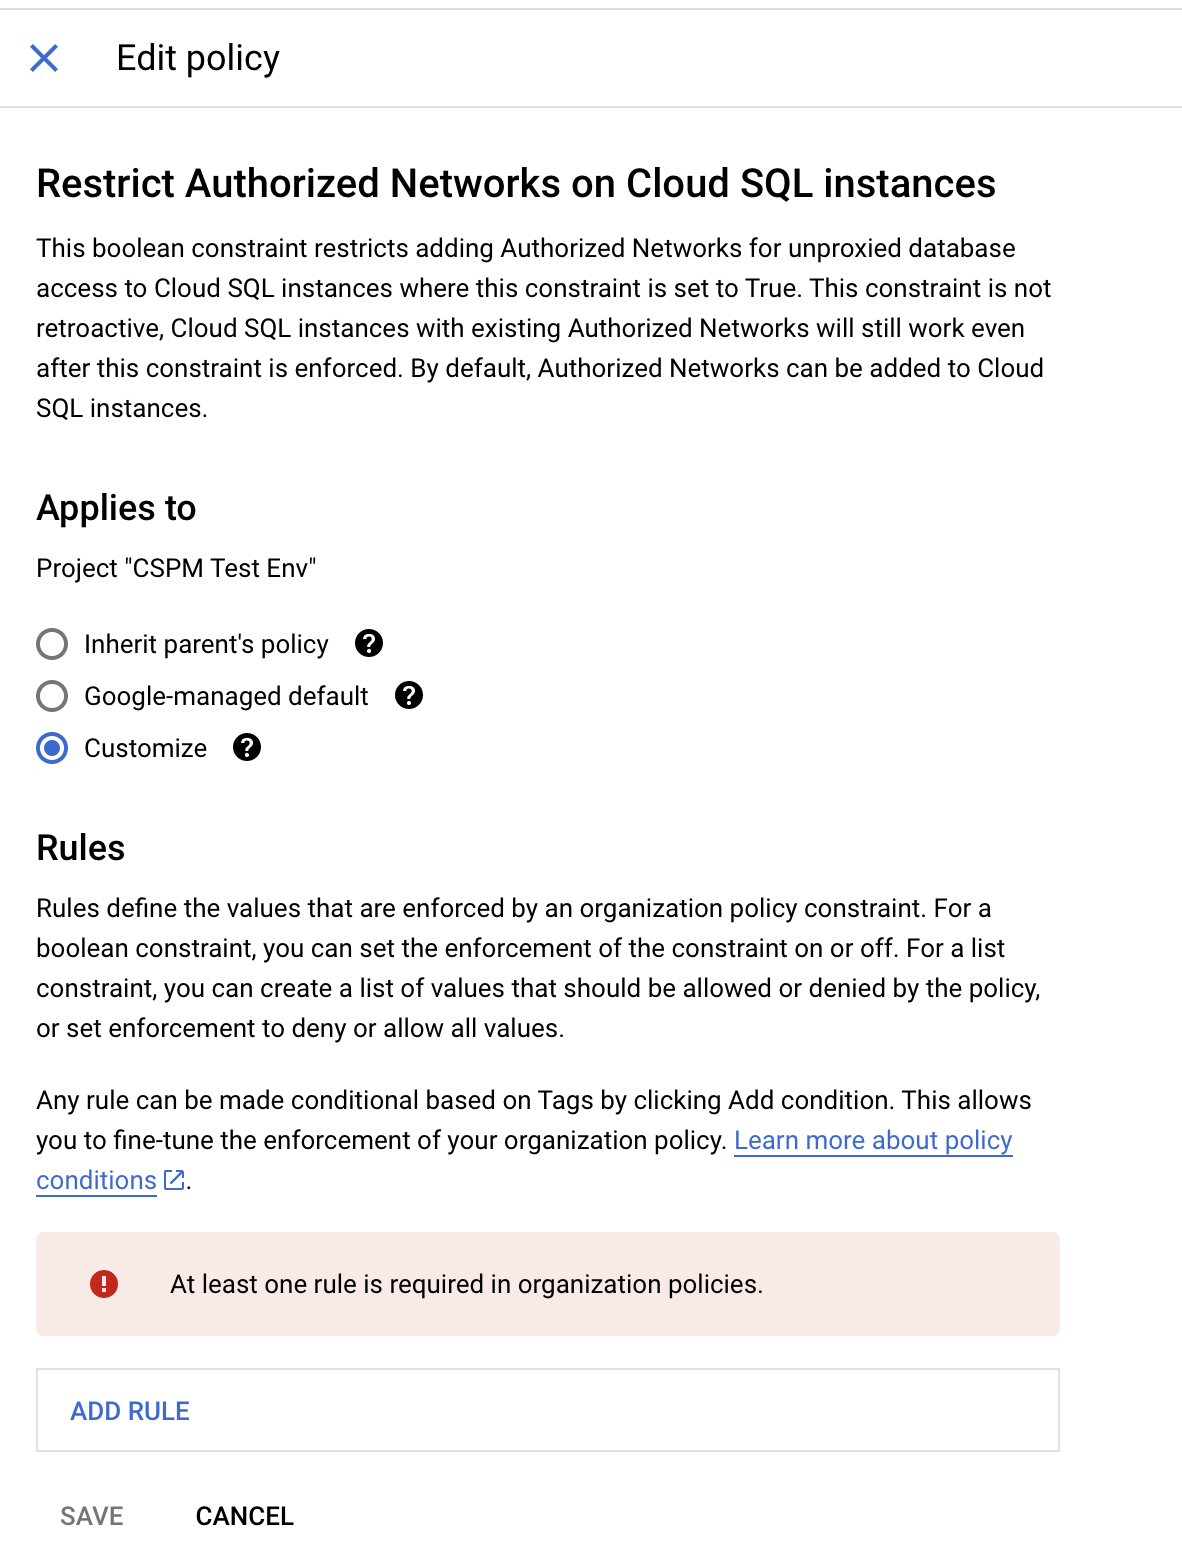 Edit policy
Restrict Authorized Networks on Cloud SQL instances
This boolean constraint restricts adding Authorized Networks for unproxied database
access to Cloud SQL instances where this constraint is set to True. This constraint is not
retroactive, Cloud SQL instances with existing Authorized Networks will still work even
after this constraint is enforced. By default, Authorized Networks can be added to Cloud
SQL instances.
Applies to
Project "CSPM Test Env"
Inherit parent's policy
Google-managed default
Customize
Rules
Rules define the values that are enforced by an organization policy constraint. For a
boolean constraint, you can set the enforcement of the constraint on or off. For a list
constraint, you can create a list of values that should be allowed or denied by the policy,
or set enforcement to deny or allow all values.
Any rule can be made conditional based on Tags by clicking Add condition. This allows
you to fine-tune the enforcement of your organization policy. Learn more about policy
conditions.
At least one rule is required in organization policies.
ADD RULE
SAVE CANCEL